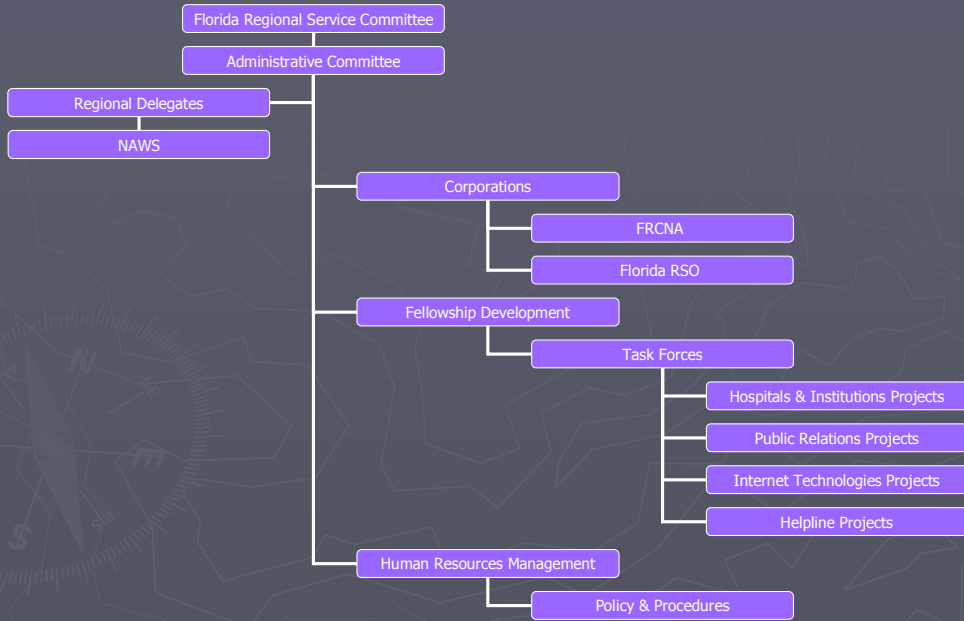 Florida Regional Service Committee
Administrative Committee
Regional Delegates
NAWS
Corporations
FRCNA
Florida RSO
Fellowship Development
Task Forces
Hospitals & Institutions Projects
Public Relations Projects
Internet Technologies Projects
Helpline Projects
Human Resources Management
Policy & Procedures
N
E
SE
S